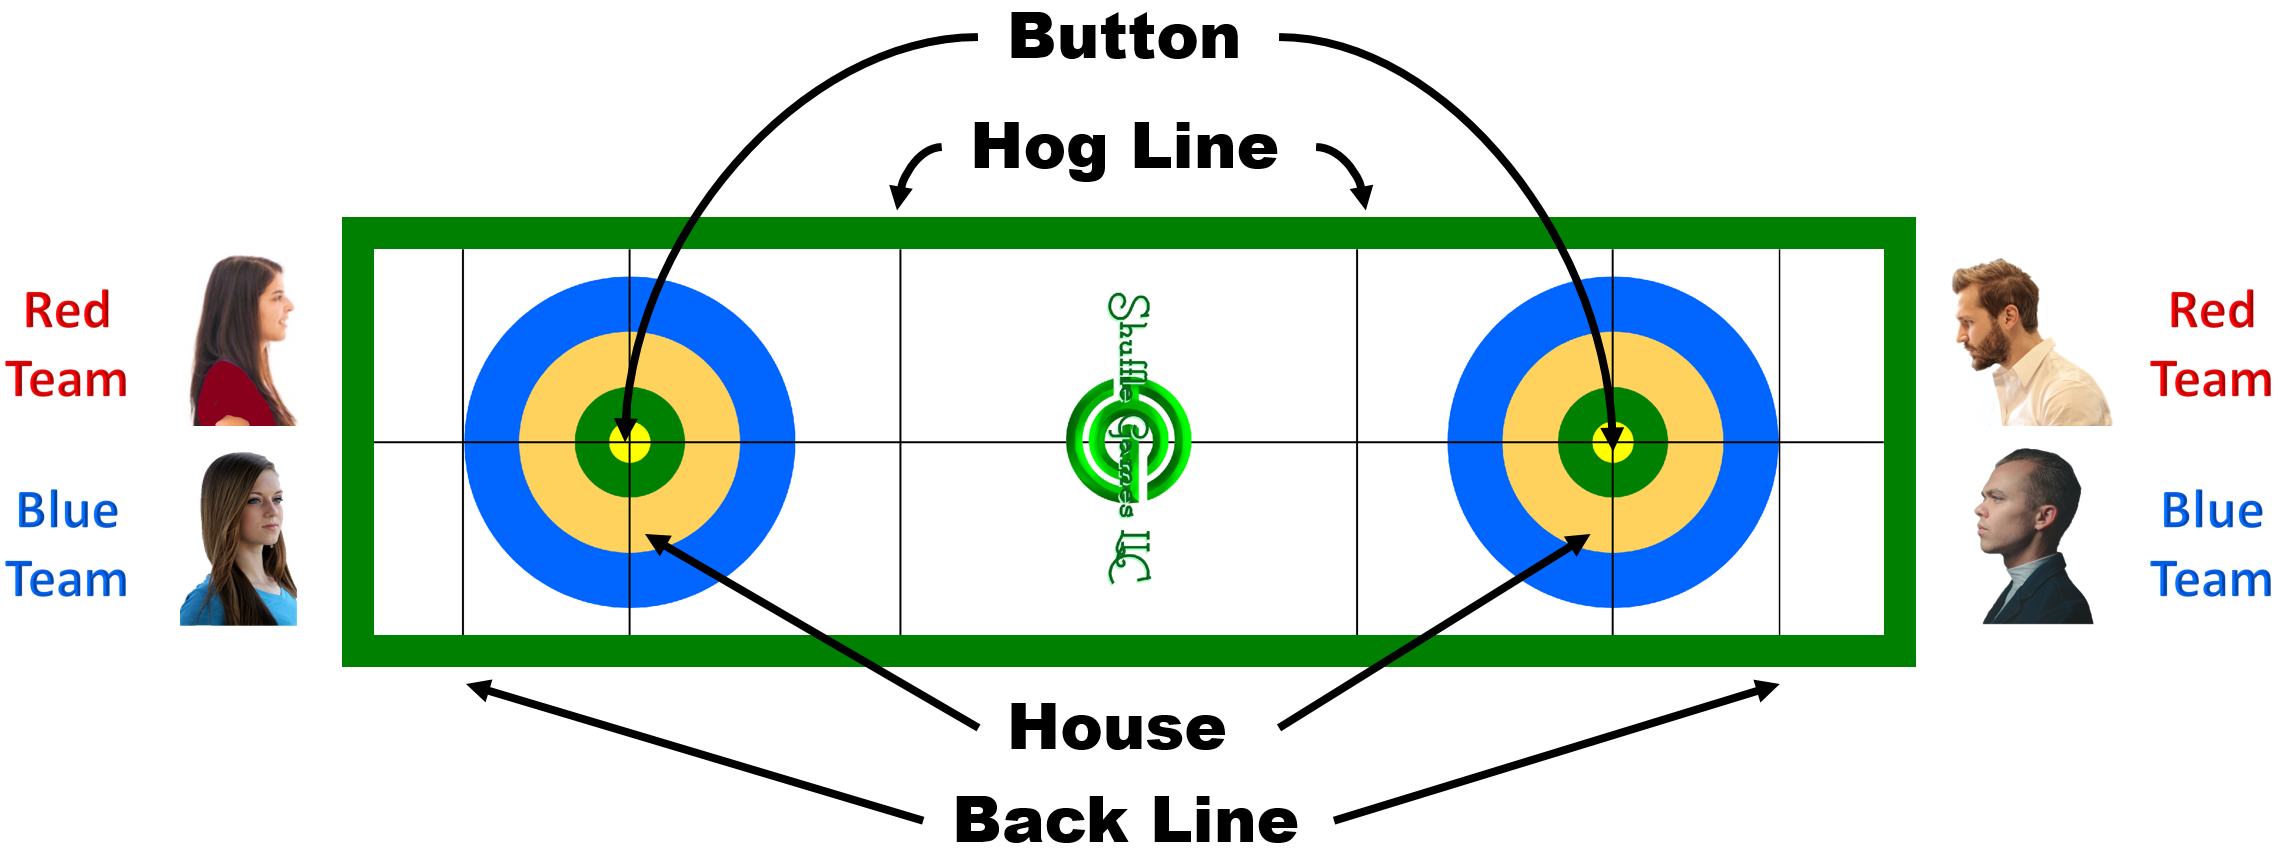 Button
Hog Line
Red
Team
Blue
Team
Shuffle Games LLC
Red
Team
Blue
Team
House
Back Line